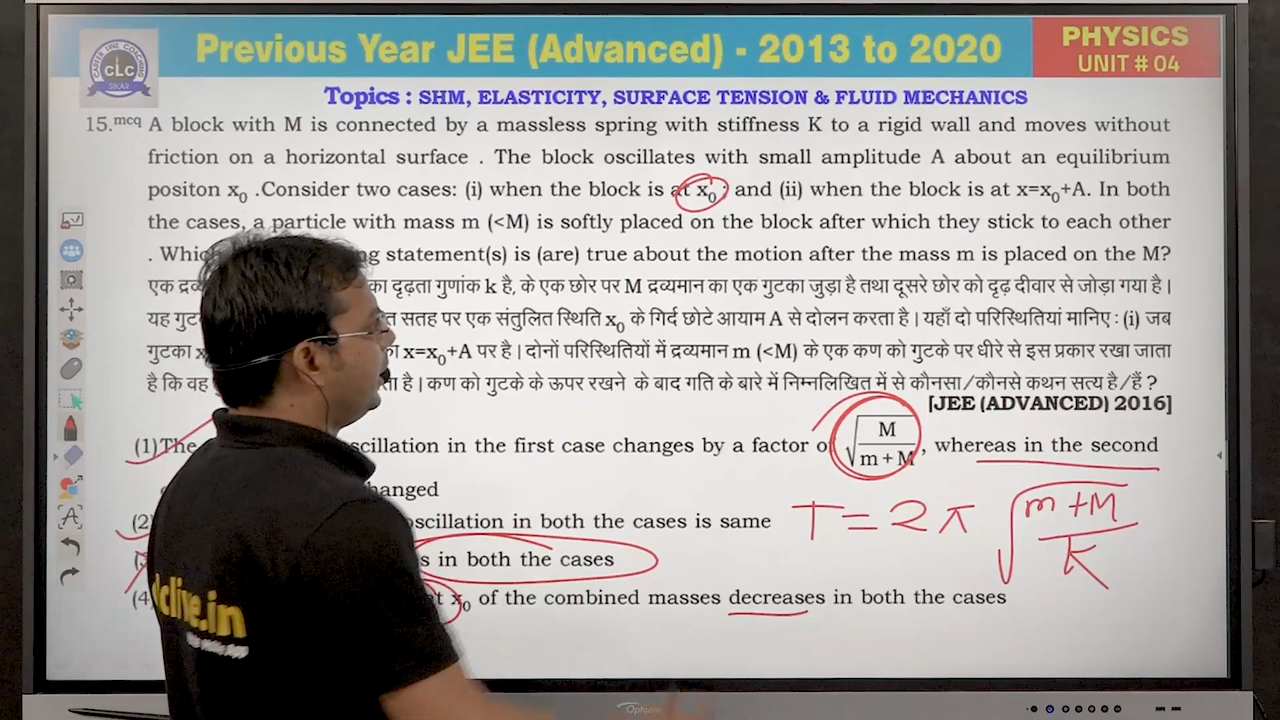 Previous Year JEE (Advanced) - 2013 to 2020
PHYSICS
UNIT # 04
CLC
SIKAR
Topics : SHM, ELASTICITY, SURFACE TENSION & FLUID MECHANICS
15.mcq A block with M is connected by a massless spring with stiffness K to a rigid wall and moves without
friction on a horizontal surface . The block oscillates with small amplitude A about an equilibrium
positon x₀ .Consider two cases: (i) when the block is at x₀ ; and (ii) when the block is at x=x₀+A. In both
the cases, a particle with mass m (<M) is softly placed on the block after which they stick to each other
. Which statement(s) is (are) true about the motion after the mass m is placed on the M?
एक का दृढ़ता गुणांक k है, के एक छोर पर M द्रव्यमान का एक गुटका जुड़ा है तथा दूसरे छोर को दृढ़ दीवार से जोड़ा गया है।
यह सतह पर एक संतुलित स्थिति x₀ के गिर्द छोटे आयाम A से दोलन करता है। यहाँ दो परिस्थितियां मानिए : (i) जब
गुटका x=x₀+A पर है। दोनों परिस्थितियों में द्रव्यमान m (<M) के एक कण को गुटके पर धीरे से इस प्रकार रखा जाता
है कि वह है। कण को गुटके के ऊपर रखने के बाद गति के बारे में निम्नलिखित में से कौनसा/कौनसे कथन सत्य है/हैं ?
[JEE (ADVANCED) 2016]
(1) The oscillation in the first case changes by a factor of √M/(m + M) , whereas in the second
(2) oscillation in both the cases is same
T = 2π √(m + M)/K
in both the cases
(4) x₀ of the combined masses decreases in both the cases
clive.in
Optoma